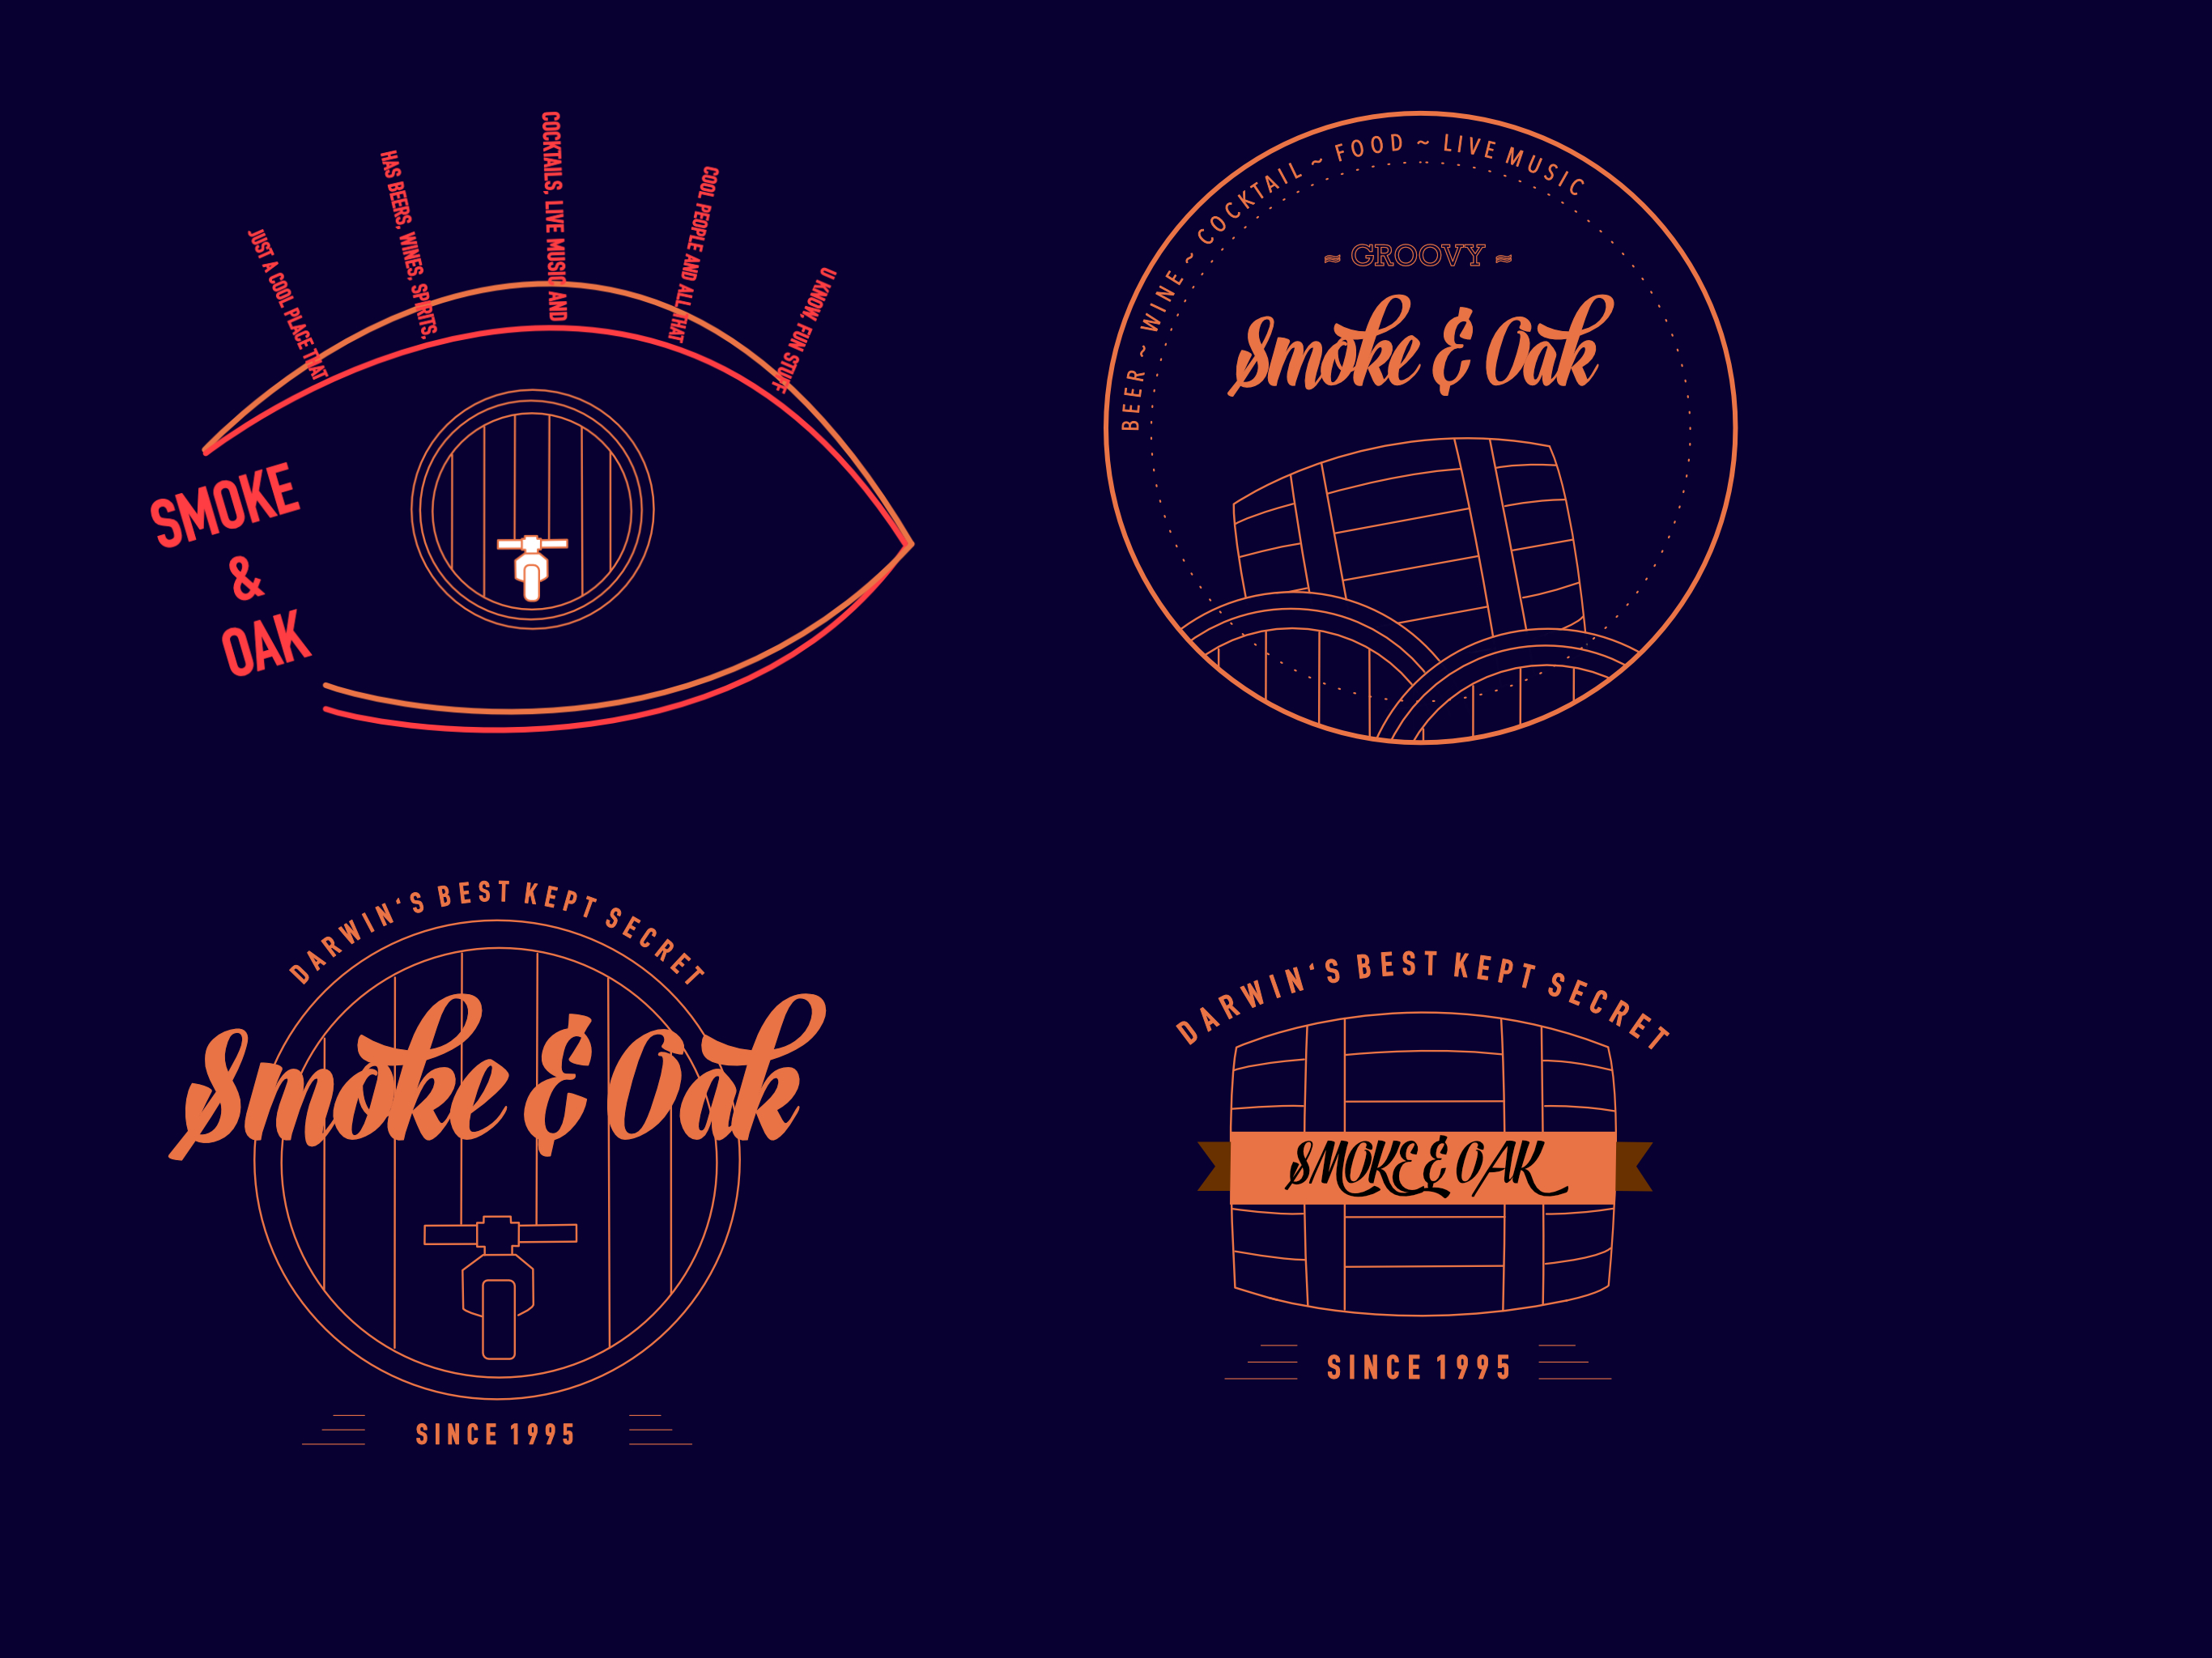 JUST A COOL PLACE THAT
HAS BEERS, WINES, SPIRITS,
COCKTAILS, LIVE MUSIC AND
COOL PEOPLE AND ALL THAT
U KNOW, FUN STUFF
SMOKE
&
OAK
BEER ~ WINE ~ COCKTAIL ~ FOOD ~ LIVE MUSIC
≈ GROOVY ≈
Smoke & Oak
DARWIN'S BEST KEPT SECRET
Smoke & Oak
SINCE 1995
DARWIN'S BEST KEPT SECRET
SMOKE & OAK
SINCE 1995